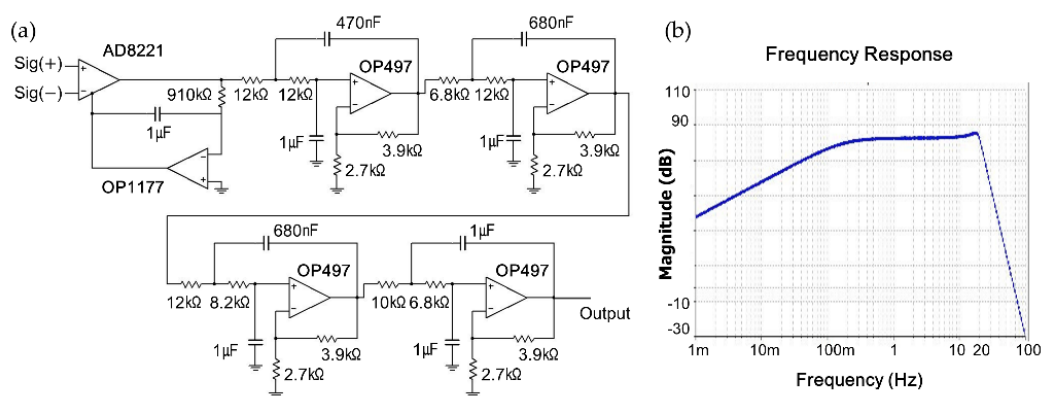 (a)
AD8221
Sig(+)
Sig(−)
910kΩ
1μF
OP1177
12kΩ
12kΩ
470nF
OP497
1μF
3.9kΩ
2.7kΩ
6.8kΩ
12kΩ
680nF
OP497
1μF
3.9kΩ
2.7kΩ
12kΩ
8.2kΩ
680nF
OP497
1μF
3.9kΩ
2.7kΩ
10kΩ
6.8kΩ
1μF
OP497
1μF
3.9kΩ
2.7kΩ
Output
(b)
Frequency Response
Magnitude (dB)
110
90
-10
-30
1m 10m 100m 1 10 20 100
Frequency (Hz)